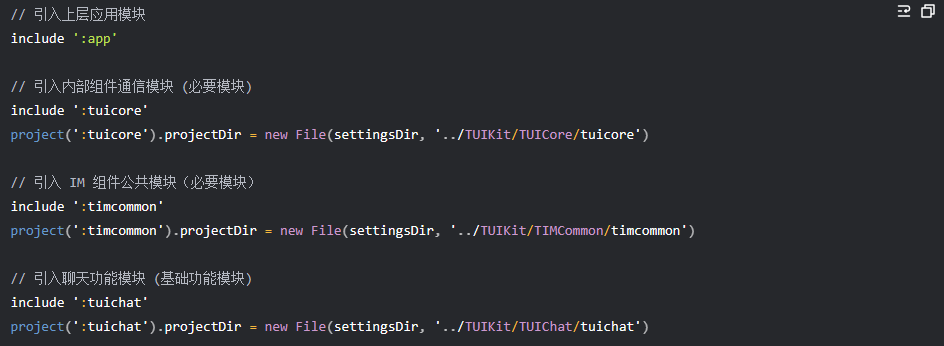 // 引入上层应用模块
include ':app'
// 引入内部组件通信模块 (必要模块)
include ':tuicore'
project(':tuicore').projectDir = new File(settingsDir, '../TUIKit/TUICore/tuicore')
// 引入 IM 组件公共模块（必要模块）
include ':timcommon'
project(':timcommon').projectDir = new File(settingsDir, '../TUIKit/TIMCommon/timcommon')
// 引入聊天功能模块 (基础功能模块)
include ':tuichat'
project(':tuichat').projectDir = new File(settingsDir, '../TUIKit/TUIChat/tuichat')